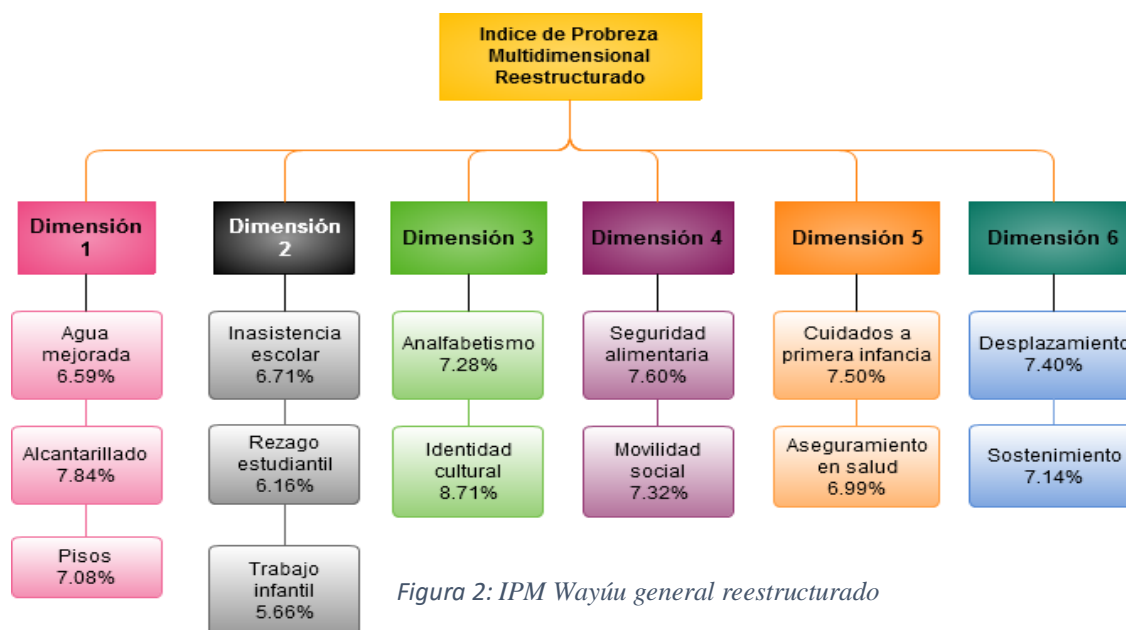 Indice de Probreza
Multidimensional
Reestructurado
Dimensión
1
Agua
mejorada
6.59%
Alcantarillado
7.84%
Pisos
7.08%
Dimensión
2
Inasistencia
escolar
6.71%
Rezago
estudiantil
6.16%
Trabajo
infantil
5.66%
Dimensión 3
Analfabetismo
7.28%
Identidad
cultural
8.71%
Dimensión 4
Seguridad
alimentaria
7.60%
Movilidad
social
7.32%
Dimensión 5
Cuidados a
primera infancia
7.50%
Aseguramiento
en salud
6.99%
Dimensión 6
Desplazamiento
7.40%
Sostenimiento
7.14%
Figura 2: IPM Wayúu general reestructurado